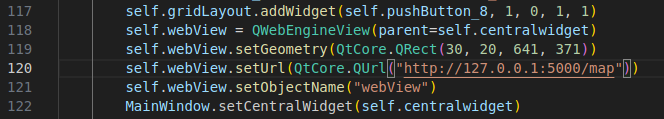 117 self.gridLayout.addWidget(self.pushButton_8, 1, 0, 1, 1)
118 self.webView = QWebEngineView(parent=self.centralwidget)
119 self.webView.setGeometry(QtCore.QRect(30, 20, 641, 371))
120 self.webView.setUrl(QtCore.QUrl("http://127.0.0.1:5000/map"))
121 self.webView.setObjectName("webView")
122 MainWindow.setCentralWidget(self.centralwidget)